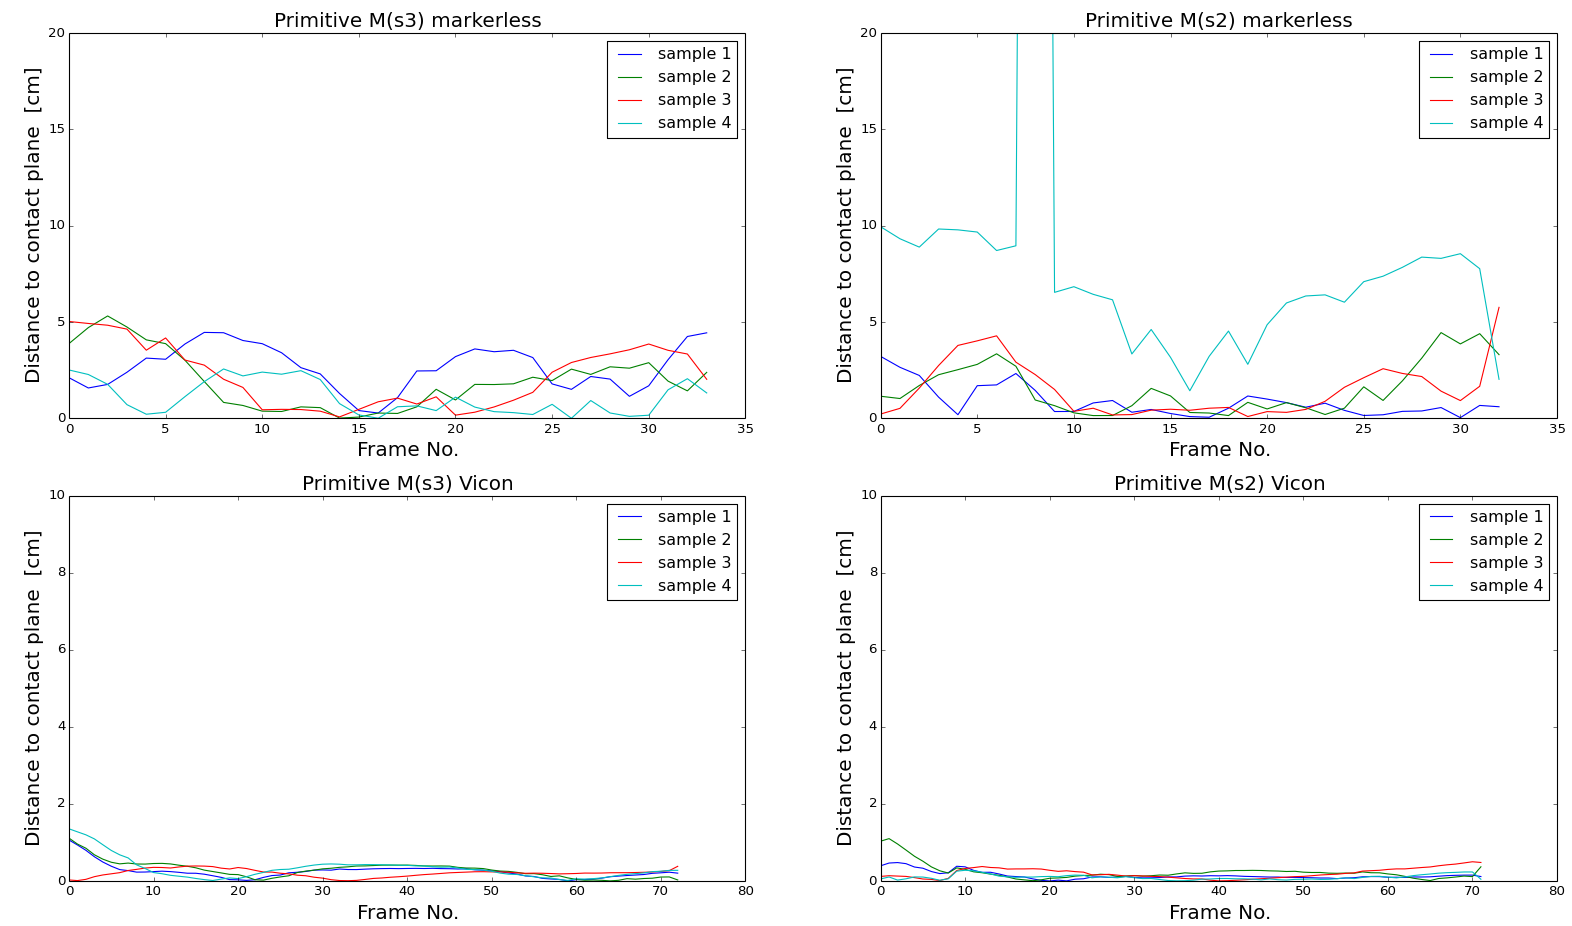 Primitive M(s3) markerless
20
15
10
5
0
0 5 10 15 20 25 30 35
Distance to contact plane [cm]
Frame No.
sample 1
sample 2
sample 3
sample 4
Primitive M(s2) markerless
20
15
10
5
0
0 5 10 15 20 25 30 35
Distance to contact plane [cm]
Frame No.
sample 1
sample 2
sample 3
sample 4
Primitive M(s3) Vicon
10
8
6
4
2
0
0 10 20 30 40 50 60 70 80
Distance to contact plane [cm]
Frame No.
sample 1
sample 2
sample 3
sample 4
Primitive M(s2) Vicon
10
8
6
4
2
0
0 10 20 30 40 50 60 70 80
Distance to contact plane [cm]
Frame No.
sample 1
sample 2
sample 3
sample 4